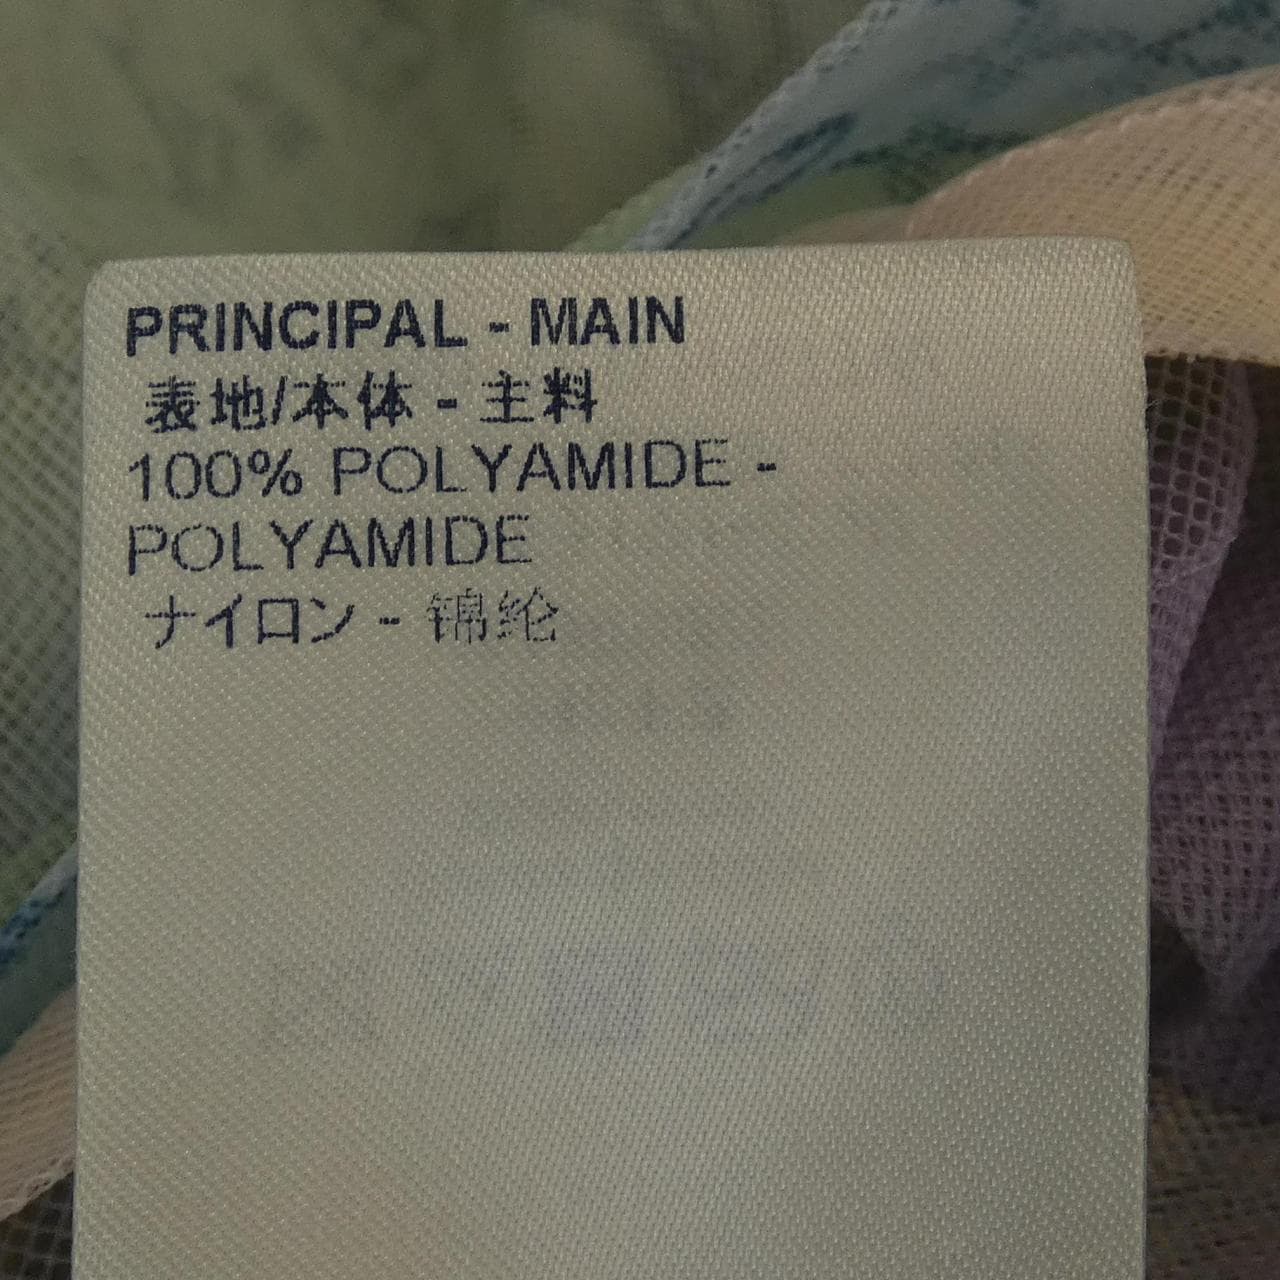 PRINCIPAL - MAIN
表地/本体 - 主料
100% POLYAMIDE -
POLYAMIDE
ナイロン - 锦纶